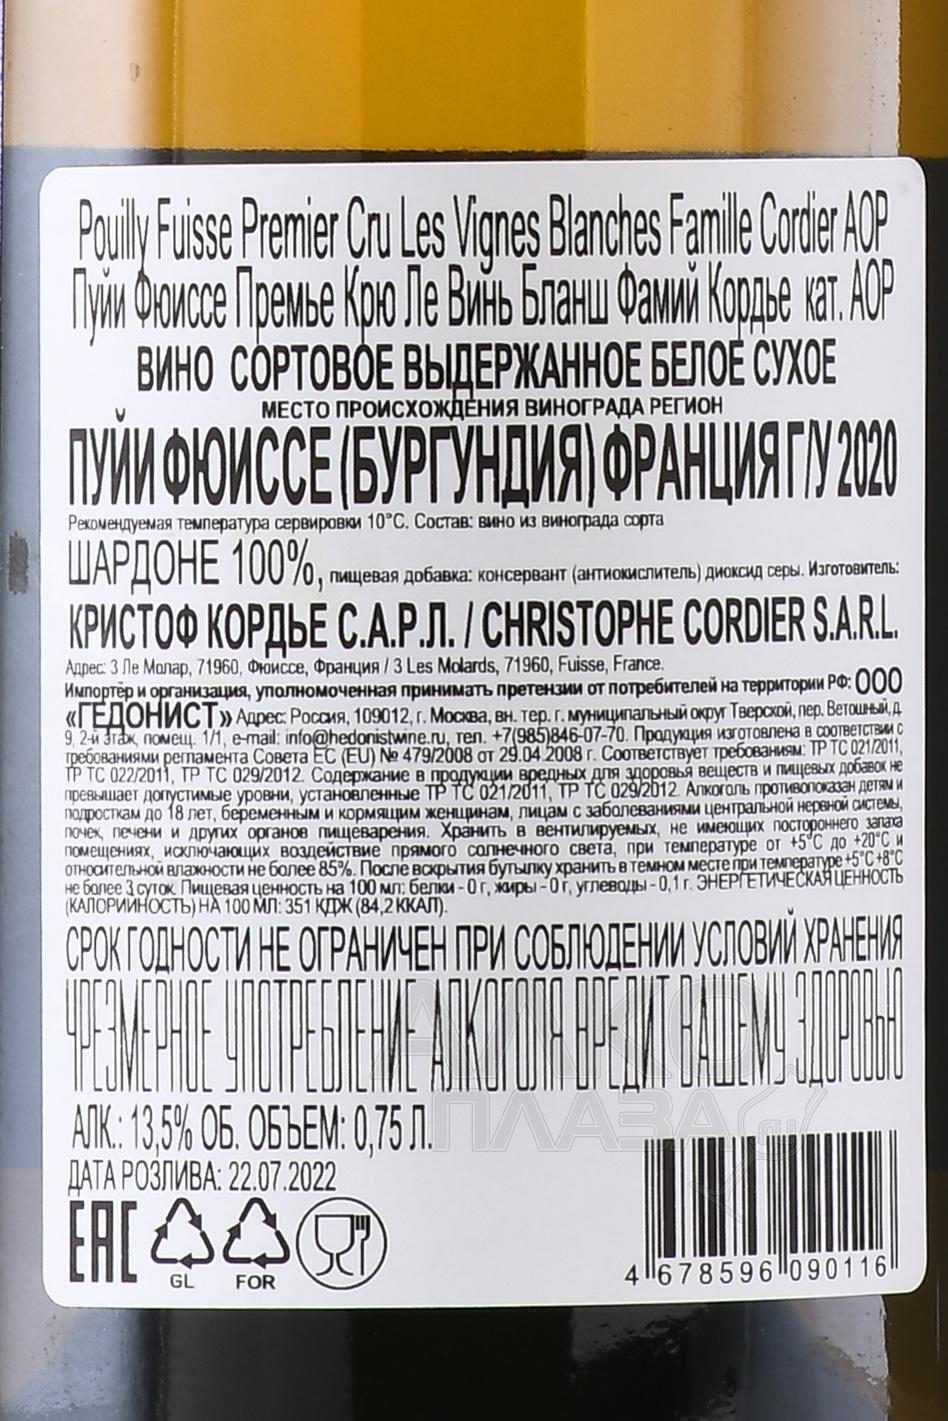 Pouilly Fuisse Premier Cru Les Vignes Blanches Famille Cordier AOP
Пуйи Фюиссе Премье Крю Ле Винь Бланш Фамий Кордье кат. АОР
ВИНО СОРТОВОЕ ВЫДЕРЖАННОЕ БЕЛОЕ СУХОЕ
МЕСТО ПРОИСХОЖДЕНИЯ ВИНОГРАДА РЕГИОН
ПУЙИ ФЮИССЕ (БУРГУНДИЯ) ФРАНЦИЯ Г/У 2020
Рекомендуемая температура сервировки 10°С. Состав: вино из винограда сорта
ШАРДОНЕ 100%, пищевая добавка: консервант (антиокислитель) диоксид серы. Изготовитель:
КРИСТОФ КОРДЬЕ С.А.Р.Л. / CHRISTOPHE CORDIER S.A.R.L.
Адрес: 3 Ле Молар, 71960, Фюиссе, Франция / 3 Les Molards, 71960, Fuisse, France.
Импортёр и организация, уполномоченная принимать претензии от потребителей на территории РФ: ООО
«ГЕДОНИСТ» Адрес: Россия, 109012, г. Москва, вн. тер. г. муниципальный округ Тверской, пер. Ветошный, д.
9, 2-й этаж, помещ. 1/1, e-mail: info@hedonistwine.ru, тел. +7(985)846-07-70. Продукция изготовлена в соответствии с
требованиями регламента Совета ЕС (EU) № 479/2008 от 29.04.2008 г. Соответствует требованиям: ТР ТС 021/2011,
ТР ТС 022/2011, ТР ТС 029/2012. Содержание в продукции вредных для здоровья веществ и пищевых добавок не
превышает допустимые уровни, установленные ТР ТС 021/2011, ТР ТС 029/2012. Алкоголь противопоказан детям и
подросткам до 18 лет, беременным и кормящим женщинам, лицам с заболеваниями центральной нервной системы,
почек, печени и других органов пищеварения. Хранить в вентилируемых, не имеющих постороннего запаха
помещениях, исключающих воздействие прямого солнечного света, при температуре от +5°С до +20°С и
относительной влажности не более 85%. После вскрытия бутылку хранить в темном месте при температуре +5°С +8°С
не более 3 суток. Пищевая ценность на 100 мл: белки - 0 г, жиры - 0 г, углеводы - 0,1 г. ЭНЕРГЕТИЧЕСКАЯ ЦЕННОСТЬ
(КАЛОРИЙНОСТЬ) НА 100 МЛ: 351 КДЖ (84,2 ККАЛ).
СРОК ГОДНОСТИ НЕ ОГРАНИЧЕН ПРИ СОБЛЮДЕНИИ УСЛОВИЙ ХРАНЕНИЯ
ЧРЕЗМЕРНОЕ УПОТРЕБЛЕНИЕ АЛКОГОЛЯ ВРЕДИТ ВАШЕМУ ЗДОРОВЬЮ
АЛК.: 13,5% ОБ. ОБЪЕМ: 0,75 Л.
АЛКО
ПЛАЗА.ru
ДАТА РОЗЛИВА: 22.07.2022
ЕАС
GL FOR
4 678596 090116